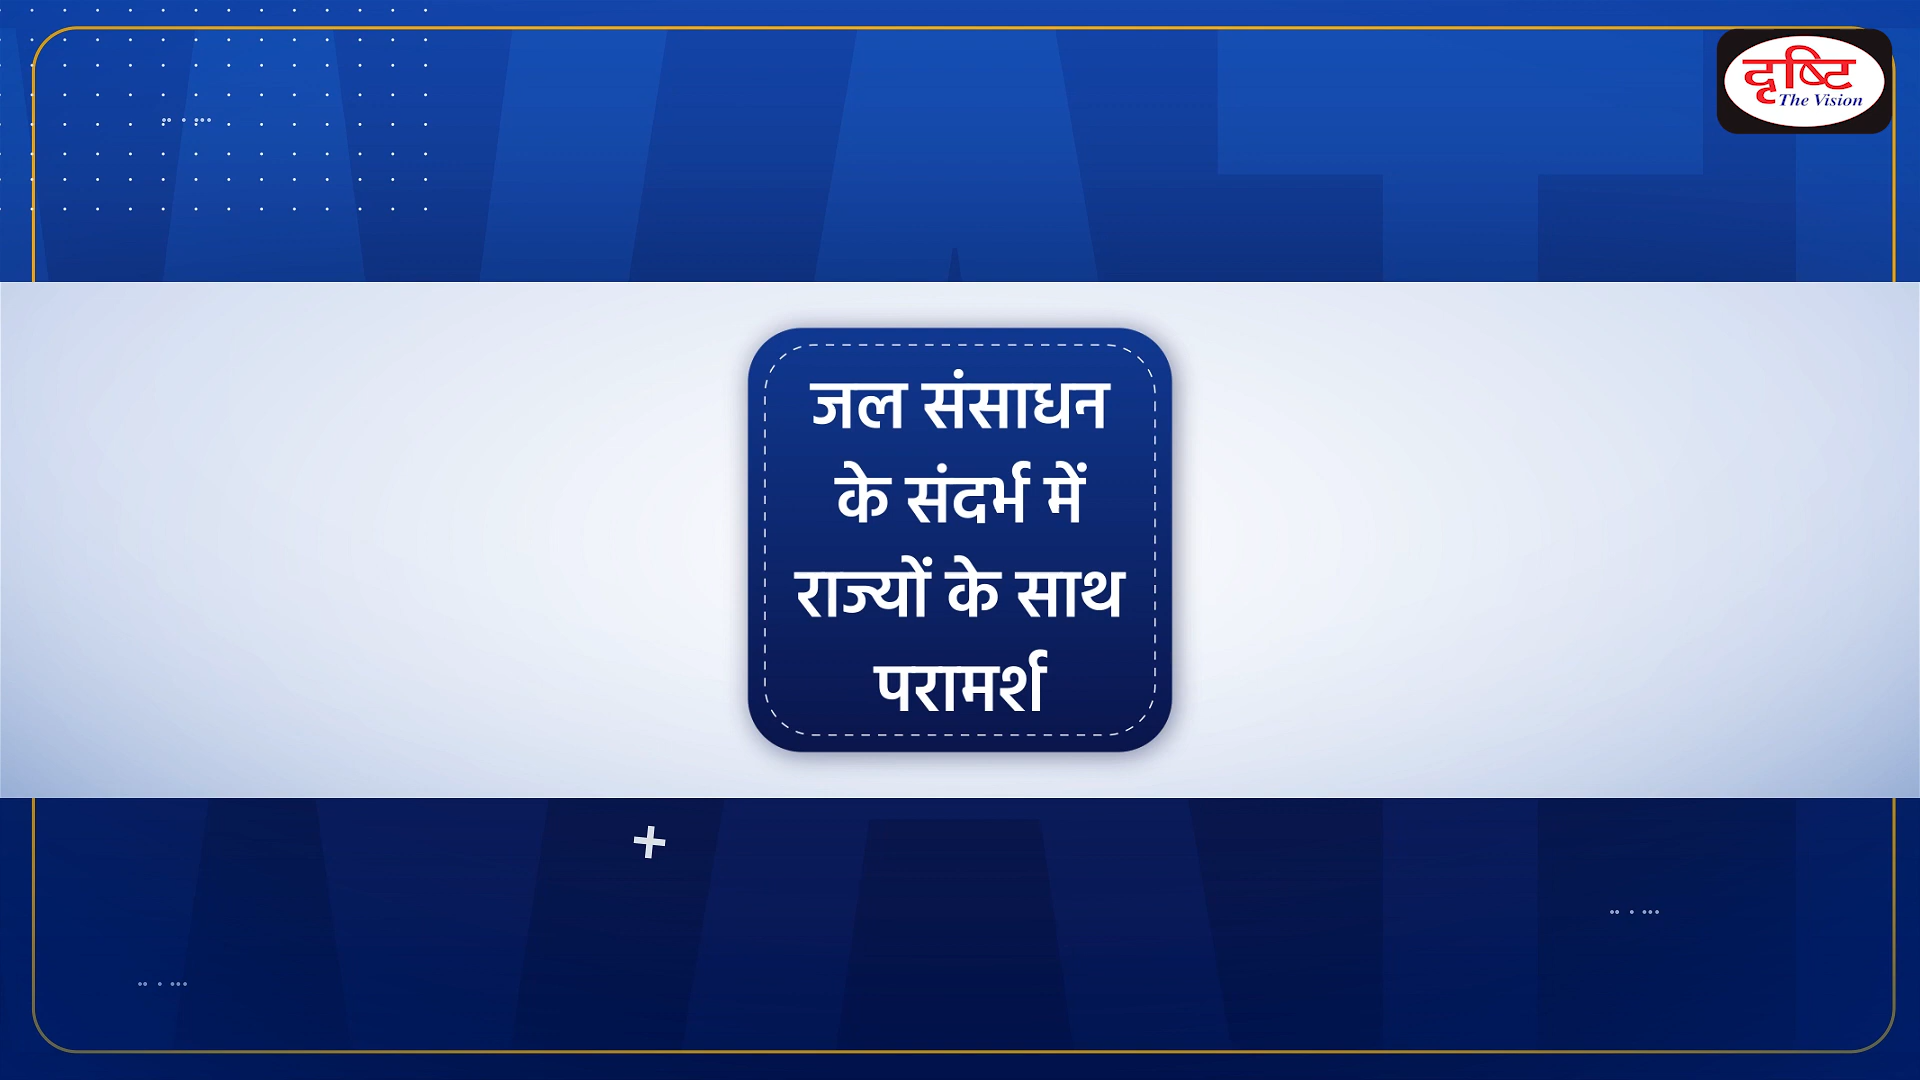 दृष्टि
The Vision
जल संसाधन
के संदर्भ में
राज्यों के साथ
परामर्श